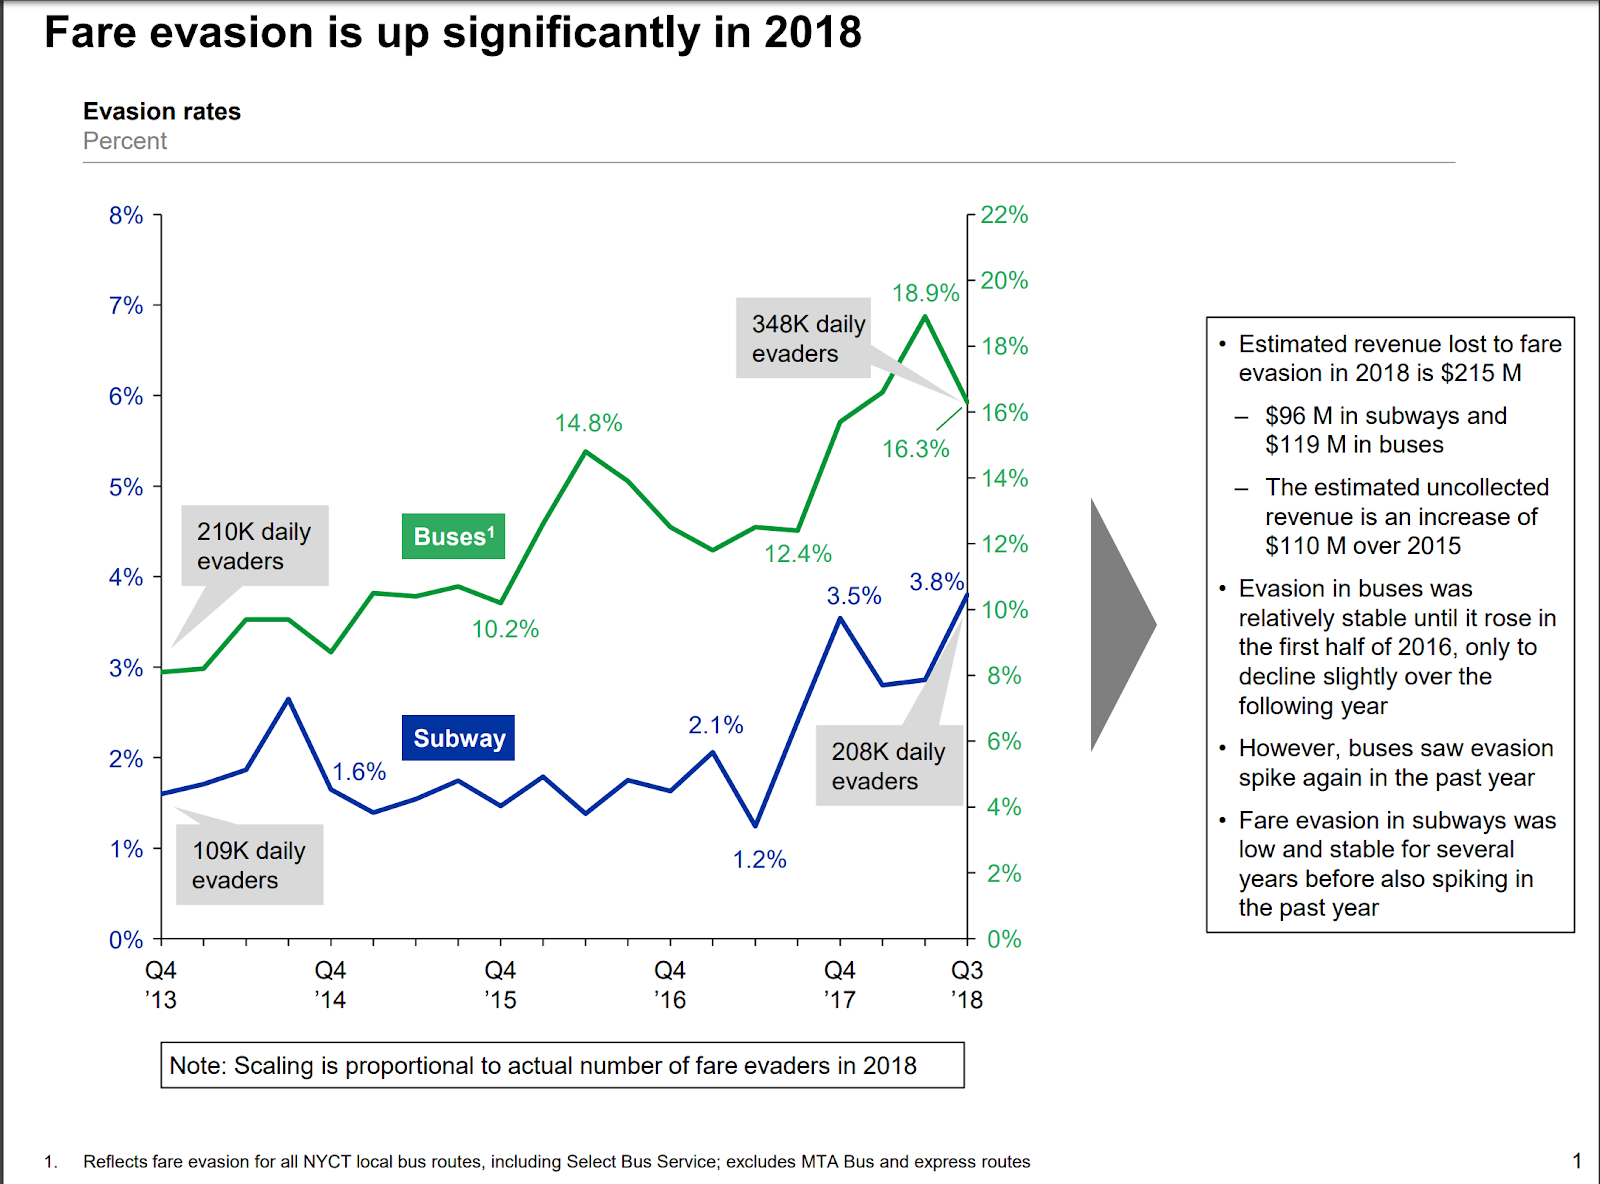 Fare evasion is up significantly in 2018
Evasion rates
Percent
8%
7%
6%
5%
4%
3%
2%
1%
0%
22%
20%
18%
16%
14%
12%
10%
8%
6%
4%
2%
0%
210K daily
evaders
109K daily
evaders
348K daily
evaders
208K daily
evaders
Buses¹
Subway
10.2%
14.8%
12.4%
18.9%
16.3%
1.6%
2.1%
1.2%
3.5%
3.8%
Q4
’13
Q4
’14
Q4
’15
Q4
’16
Q4
’17
Q3
’18
Note: Scaling is proportional to actual number of fare evaders in 2018
• Estimated revenue lost to fare
evasion in 2018 is $215 M
– $96 M in subways and
$119 M in buses
– The estimated uncollected
revenue is an increase of
$110 M over 2015
• Evasion in buses was
relatively stable until it rose in
the first half of 2016, only to
decline slightly over the
following year
• However, buses saw evasion
spike again in the past year
• Fare evasion in subways was
low and stable for several
years before also spiking in
the past year
1. Reflects fare evasion for all NYCT local bus routes, including Select Bus Service; excludes MTA Bus and express routes
1